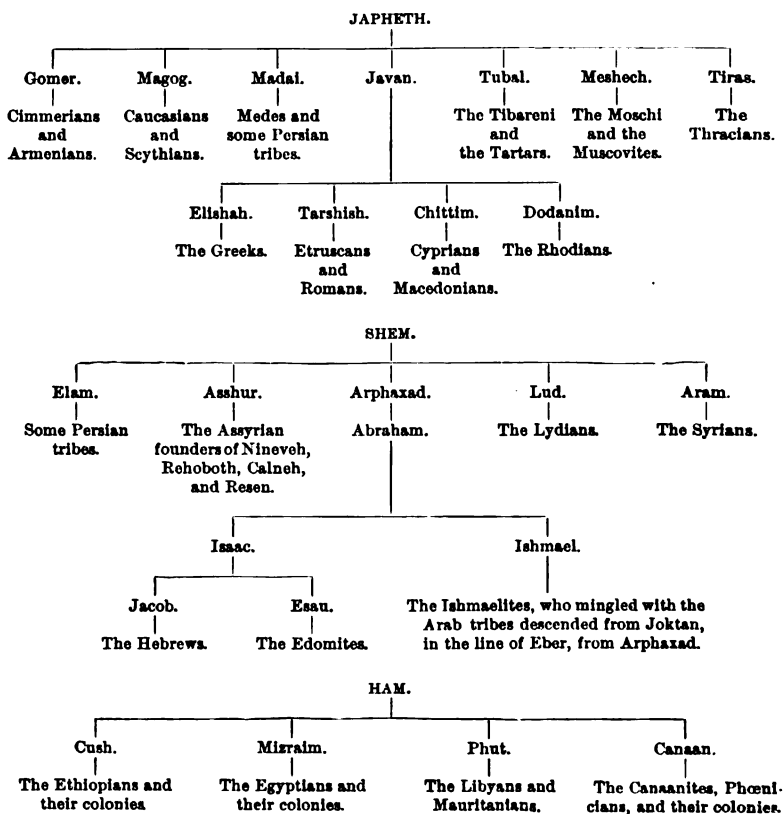 JAPHETH.
Gomer. Magog. Madai. Javan. Tubal. Meshech. Tiras.
Cimmerians Caucasians Medes and The Tibareni The Moschi The
and and some Persian and and the Thracians.
Armenians. Scythians. tribes. the Tartars. Muscovites.
Elishah. Tarshish. Chittim. Dodanim.
The Greeks. Etruscans Cyprians The Rhodians.
and and
Romans. Macedonians.
SHEM.
Elam. Asshur. Arphaxad. Lud. Aram.
Some Persian The Assyrian Abraham. The Lydians. The Syrians.
tribes. founders of Nineveh,
Rehoboth, Calneh,
and Resen.
Isaac. Ishmael.
Jacob. Esau. The Ishmaelites, who mingled with the
Arab tribes descended from Joktan,
The Hebrews. The Edomites. in the line of Eber, from Arphaxad.
HAM.
Cush. Mizraim. Phut. Canaan.
The Ethiopians and The Egyptians and The Libyans and The Canaanites, Phœni-
their colonies their colonies. Mauritanians. cians, and their colonies.